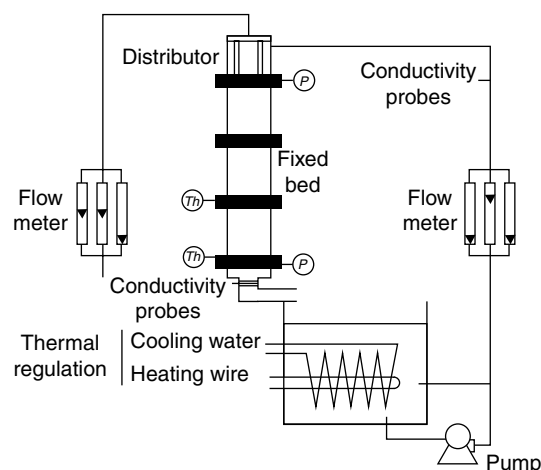 Distributor
P
Conductivity
probes
Fixed
bed
Flow
meter
Th
Flow
meter
Th
P
Conductivity
probes
Thermal
regulation
Cooling water
Heating wire
Pump